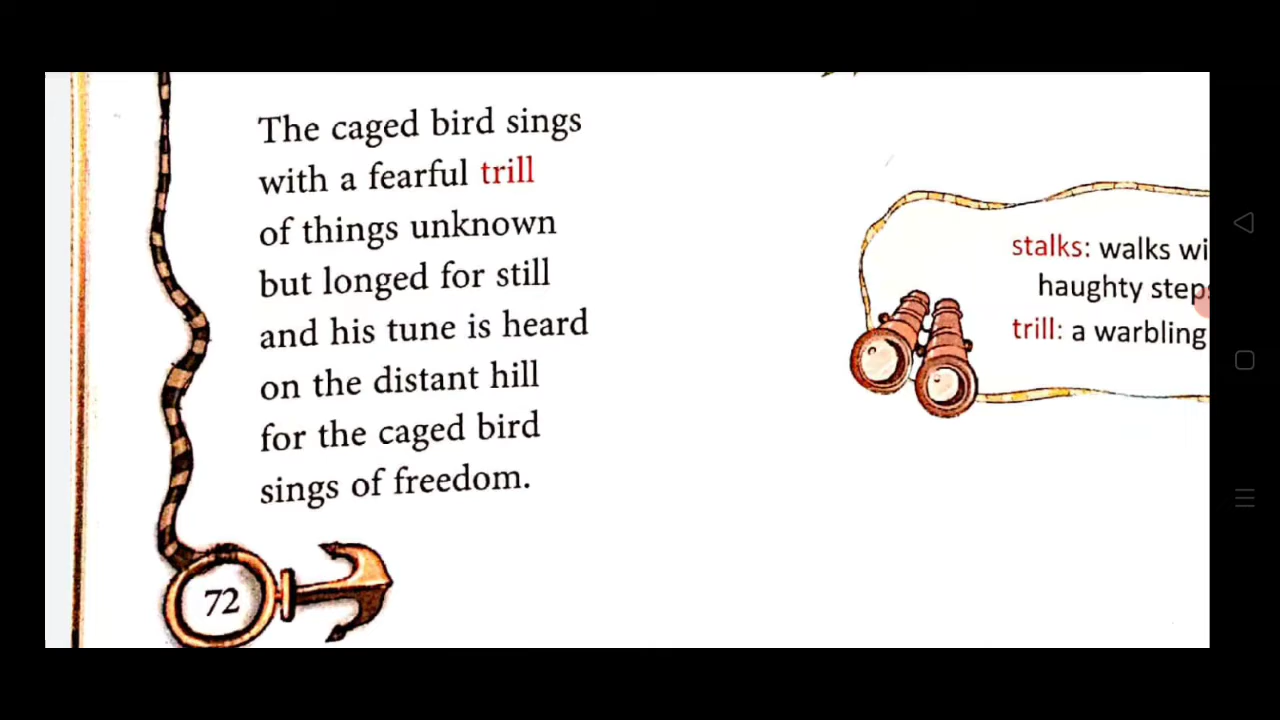 The caged bird sings
with a fearful trill
of things unknown
but longed for still
and his tune is heard
on the distant hill
for the caged bird
sings of freedom.
stalks: walks wi
haughty step
trill: a warbling
72